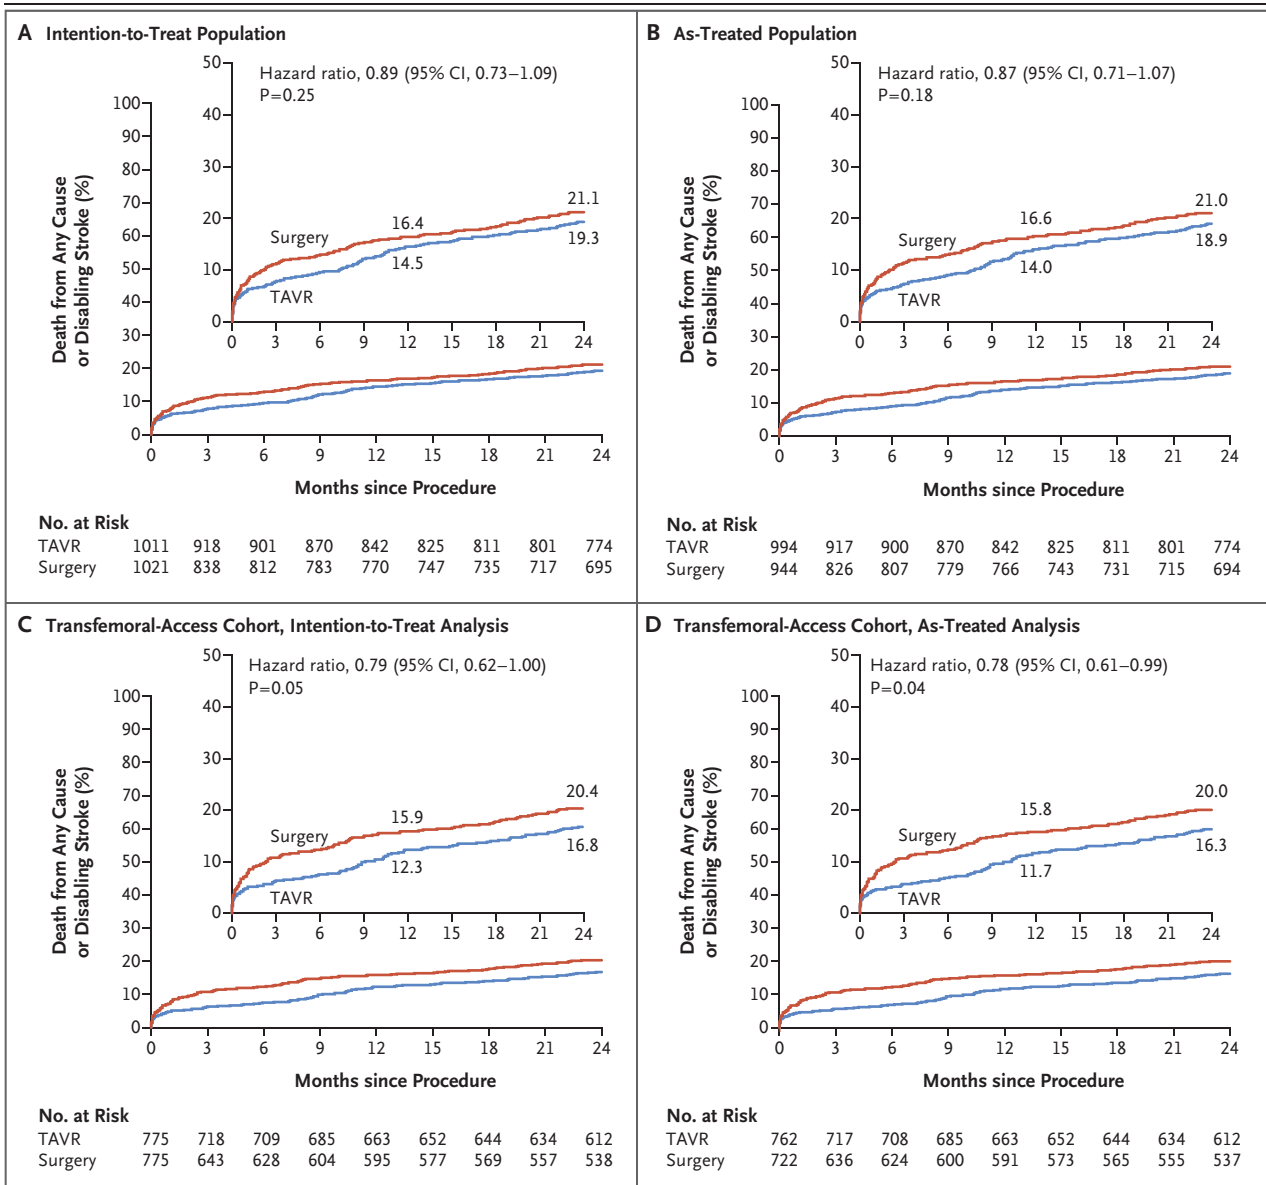 A Intention-to-Treat Population
Hazard ratio, 0.89 (95% CI, 0.73–1.09)
P=0.25
50
40
30
20
10
0
Surgery
TAVR
16.4
14.5
21.1
19.3
0 3 6 9 12 15 18 21 24
100
90
80
70
60
50
40
30
20
10
0
Death from Any Cause
or Disabling Stroke (%)
0 3 6 9 12 15 18 21 24
Months since Procedure
No. at Risk
TAVR 1011 918 901 870 842 825 811 801 774
Surgery 1021 838 812 783 770 747 735 717 695
B As-Treated Population
Hazard ratio, 0.87 (95% CI, 0.71–1.07)
P=0.18
50
40
30
20
10
0
Surgery
TAVR
16.6
14.0
21.0
18.9
0 3 6 9 12 15 18 21 24
100
90
80
70
60
50
40
30
20
10
0
Death from Any Cause
or Disabling Stroke (%)
0 3 6 9 12 15 18 21 24
Months since Procedure
No. at Risk
TAVR 994 917 900 870 842 825 811 801 774
Surgery 944 826 807 779 766 743 731 715 694
C Transfemoral-Access Cohort, Intention-to-Treat Analysis
Hazard ratio, 0.79 (95% CI, 0.62–1.00)
P=0.05
50
40
30
20
10
0
Surgery
TAVR
15.9
12.3
20.4
16.8
0 3 6 9 12 15 18 21 24
100
90
80
70
60
50
40
30
20
10
0
Death from Any Cause
or Disabling Stroke (%)
0 3 6 9 12 15 18 21 24
Months since Procedure
No. at Risk
TAVR 775 718 709 685 663 652 644 634 612
Surgery 775 643 628 604 595 577 569 557 538
D Transfemoral-Access Cohort, As-Treated Analysis
Hazard ratio, 0.78 (95% CI, 0.61–0.99)
P=0.04
50
40
30
20
10
0
Surgery
TAVR
15.8
11.7
20.0
16.3
0 3 6 9 12 15 18 21 24
100
90
80
70
60
50
40
30
20
10
0
Death from Any Cause
or Disabling Stroke (%)
0 3 6 9 12 15 18 21 24
Months since Procedure
No. at Risk
TAVR 762 717 708 685 663 652 644 634 612
Surgery 722 636 624 600 591 573 565 555 537